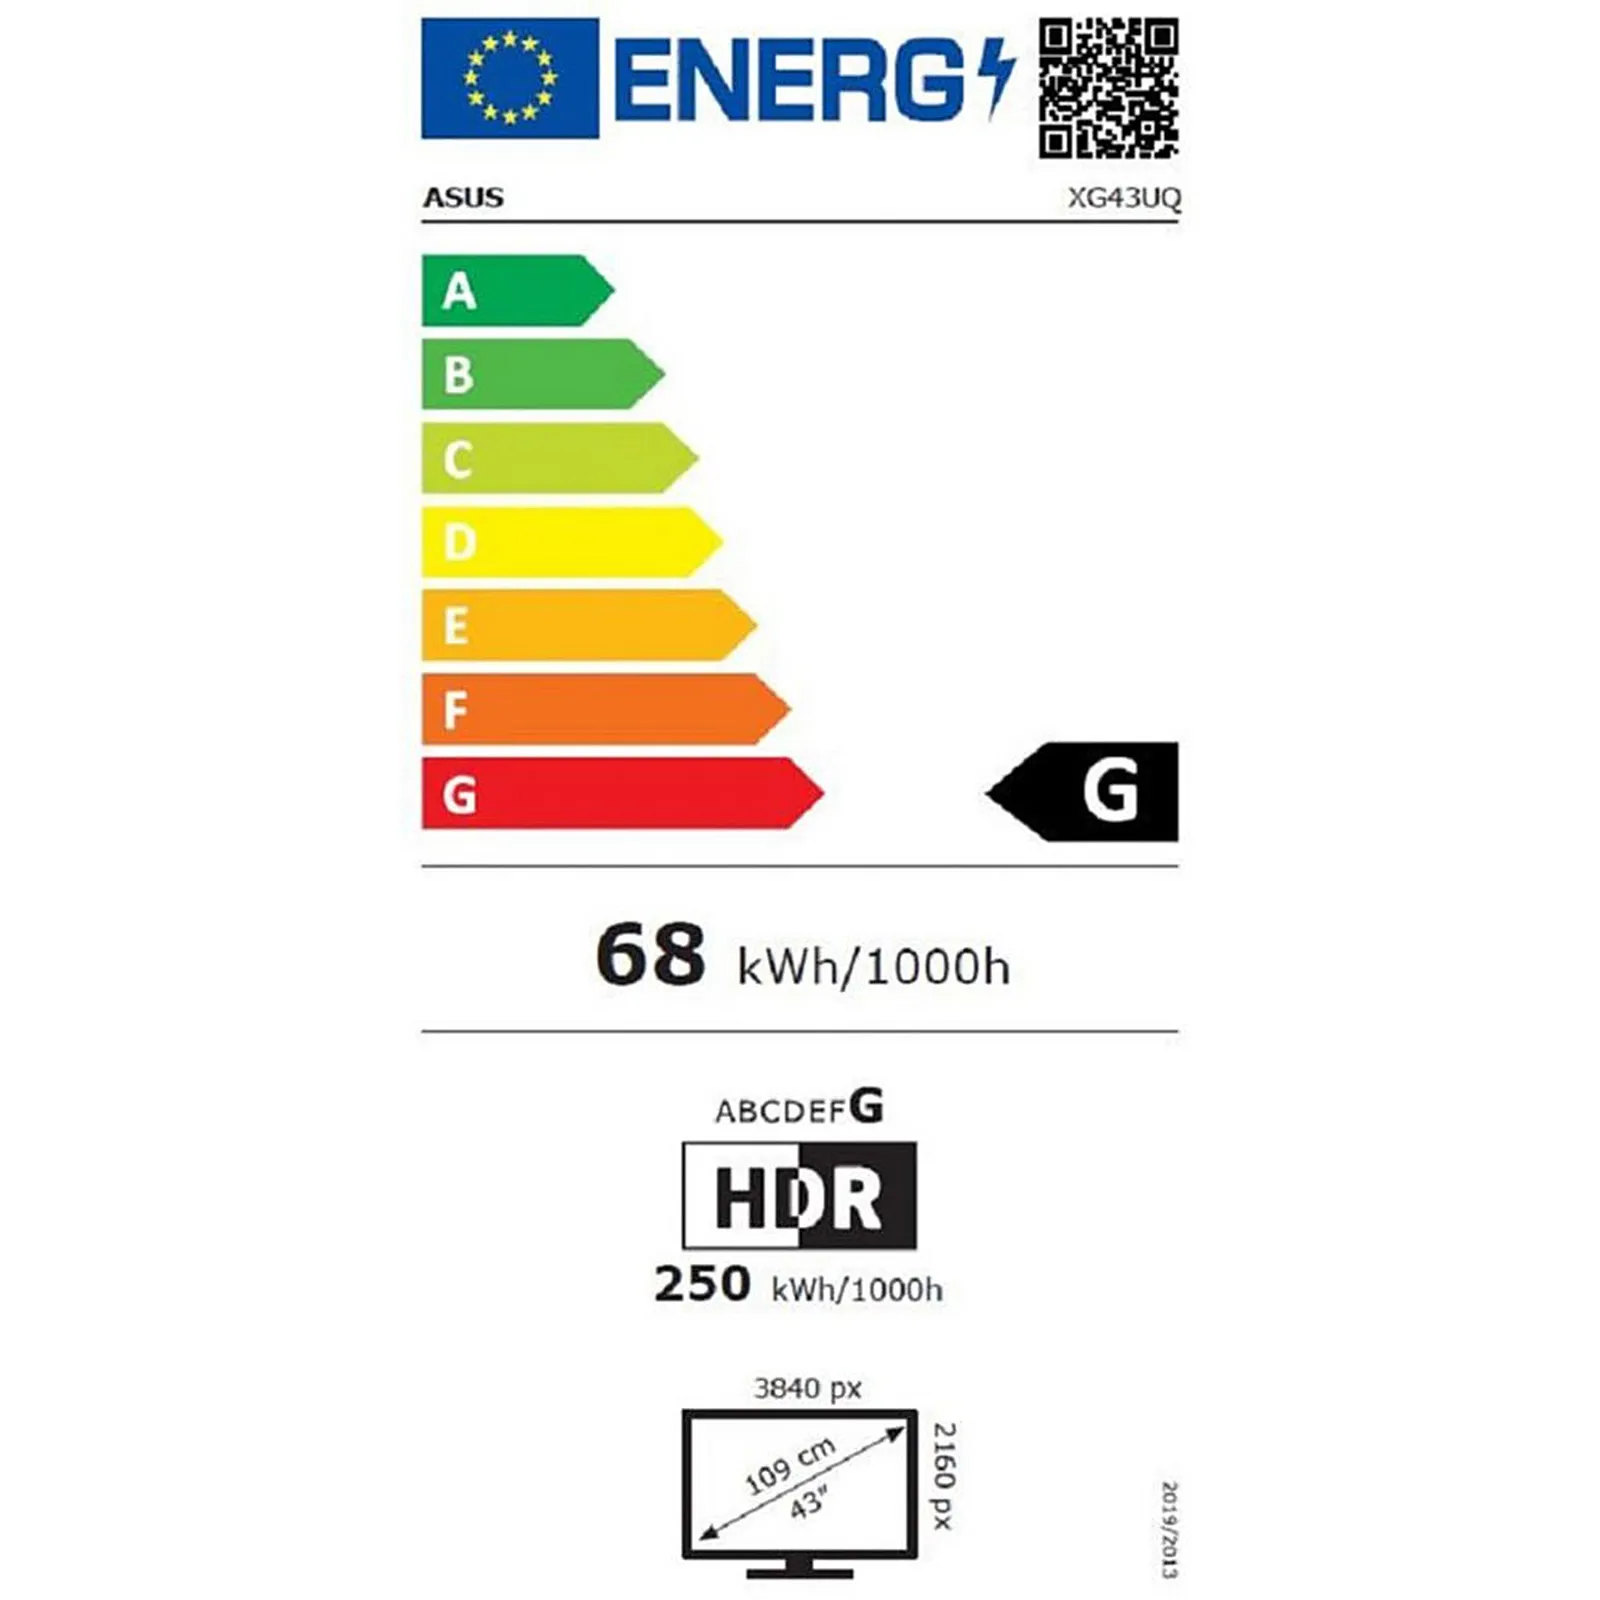 ENERG
ASUS
XG43UQ
A
B
C
D
E
F
G
G
68 kWh/1000h
ABCDEFG
HDR
250 kWh/1000h
3840 px
109 cm
43"
2160 px
2019/2013